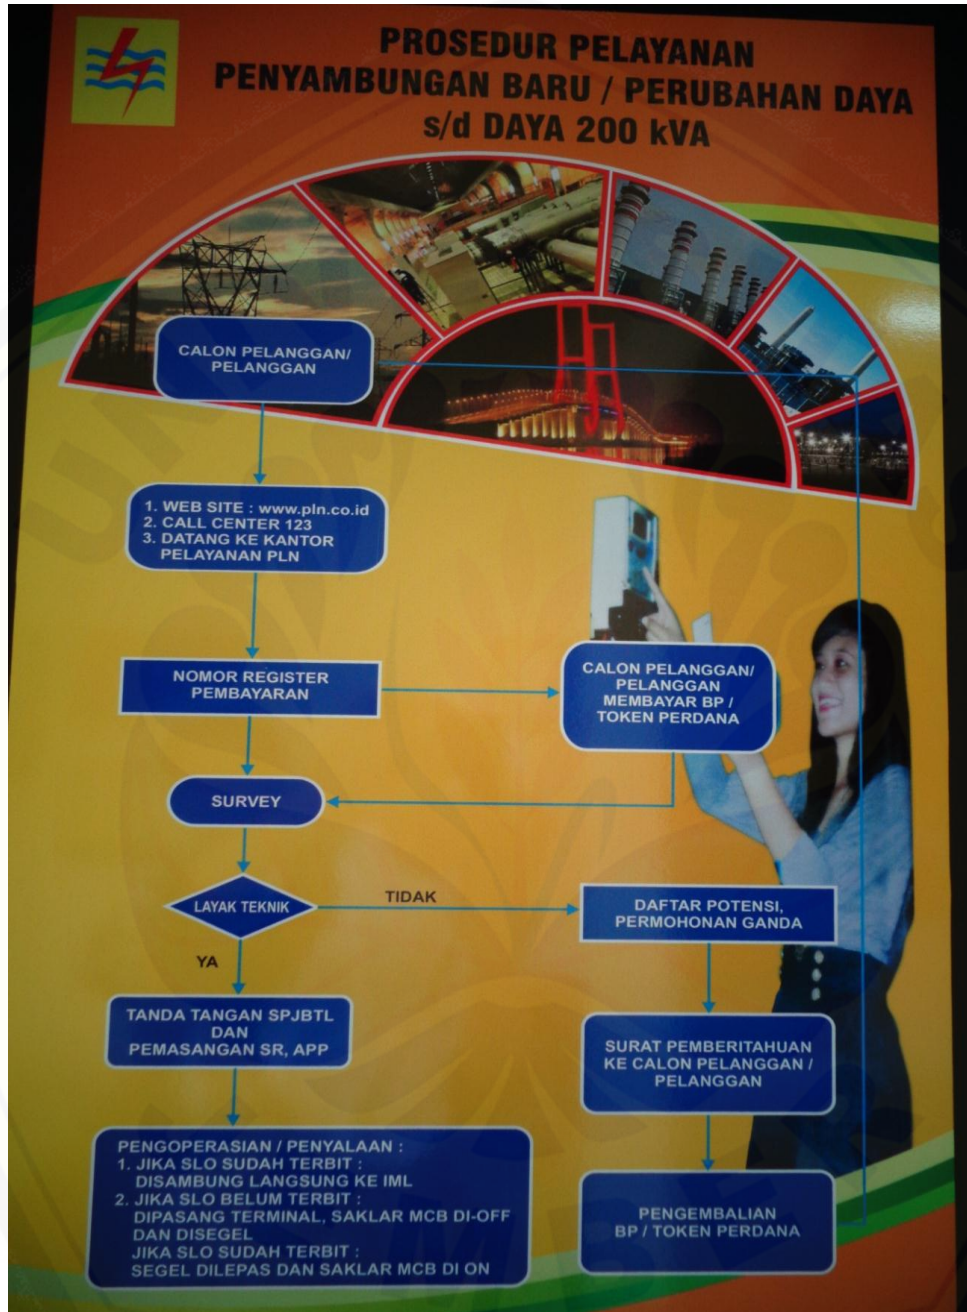 PROSEDUR PELAYANAN
PENYAMBUNGAN BARU / PERUBAHAN DAYA
s/d DAYA 200 kVA
CALON PELANGGAN/
PELANGGAN
1. WEB SITE : www.pln.co.id
2. CALL CENTER 123
3. DATANG KE KANTOR
PELAYANAN PLN
NOMOR REGISTER
PEMBAYARAN
CALON PELANGGAN/
PELANGGAN
MEMBAYAR BP /
TOKEN PERDANA
SURVEY
LAYAK TEKNIK
TIDAK
DAFTAR POTENSI,
PERMOHONAN GANDA
YA
TANDA TANGAN SPJBTL
DAN
PEMASANGAN SR, APP
SURAT PEMBERITAHUAN
KE CALON PELANGGAN /
PELANGGAN
PENGOPERASIAN / PENYALAAN :
1. JIKA SLO SUDAH TERBIT :
DISAMBUNG LANGSUNG KE IML
2. JIKA SLO BELUM TERBIT :
DIPASANG TERMINAL, SAKLAR MCB DI-OFF
DAN DISEGEL
JIKA SLO SUDAH TERBIT :
SEGEL DILEPAS DAN SAKLAR MCB DI ON
PENGEMBALIAN
BP / TOKEN PERDANA